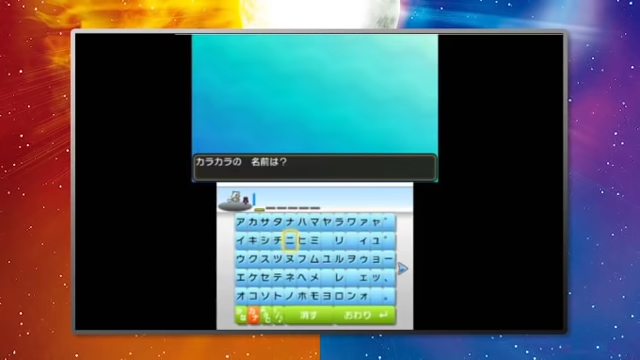 カラカラの 名前は?
アカサタナハマヤラワァャ゛
イキシチニヒミ リ ィュ゜
ウクスツヌフムユルヲゥョー
エケセテネヘメ レ ェッ、
オコソトノホモヨロンォ 。
消す おわり